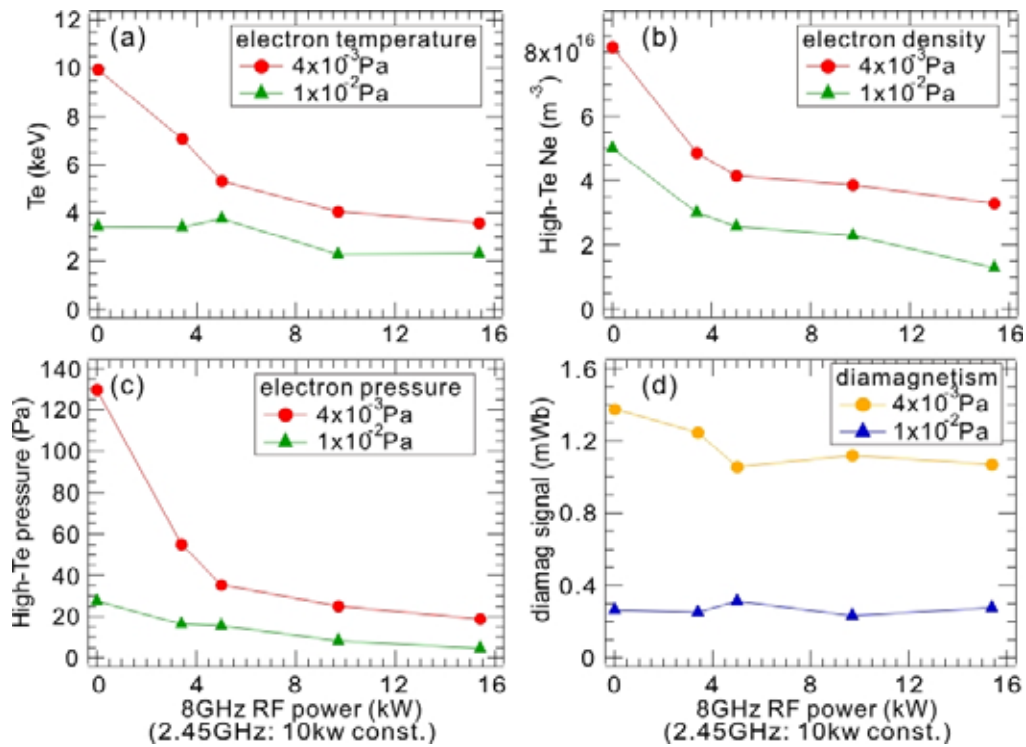 (a)
electron temperature
4x10⁻³Pa
1x10⁻²Pa
Te (keV)
12
10
8
6
4
2
0
0 4 8 12 16
(b)
electron density
4x10⁻³Pa
1x10⁻²Pa
High-Te Ne (m⁻³)
8x10¹⁶
6
4
2
0
0 4 8 12 16
(c)
electron pressure
4x10⁻³Pa
1x10⁻²Pa
High-Te pressure (Pa)
140
120
100
80
60
40
20
0
0 4 8 12 16
8GHz RF power (kW)
(2.45GHz: 10kw const.)
(d)
diamagnetism
4x10⁻³Pa
1x10⁻²Pa
diamag signal (mWb)
1.6
1.2
0.8
0.4
0
0 4 8 12 16
8GHz RF power (kW)
(2.45GHz: 10kw const.)